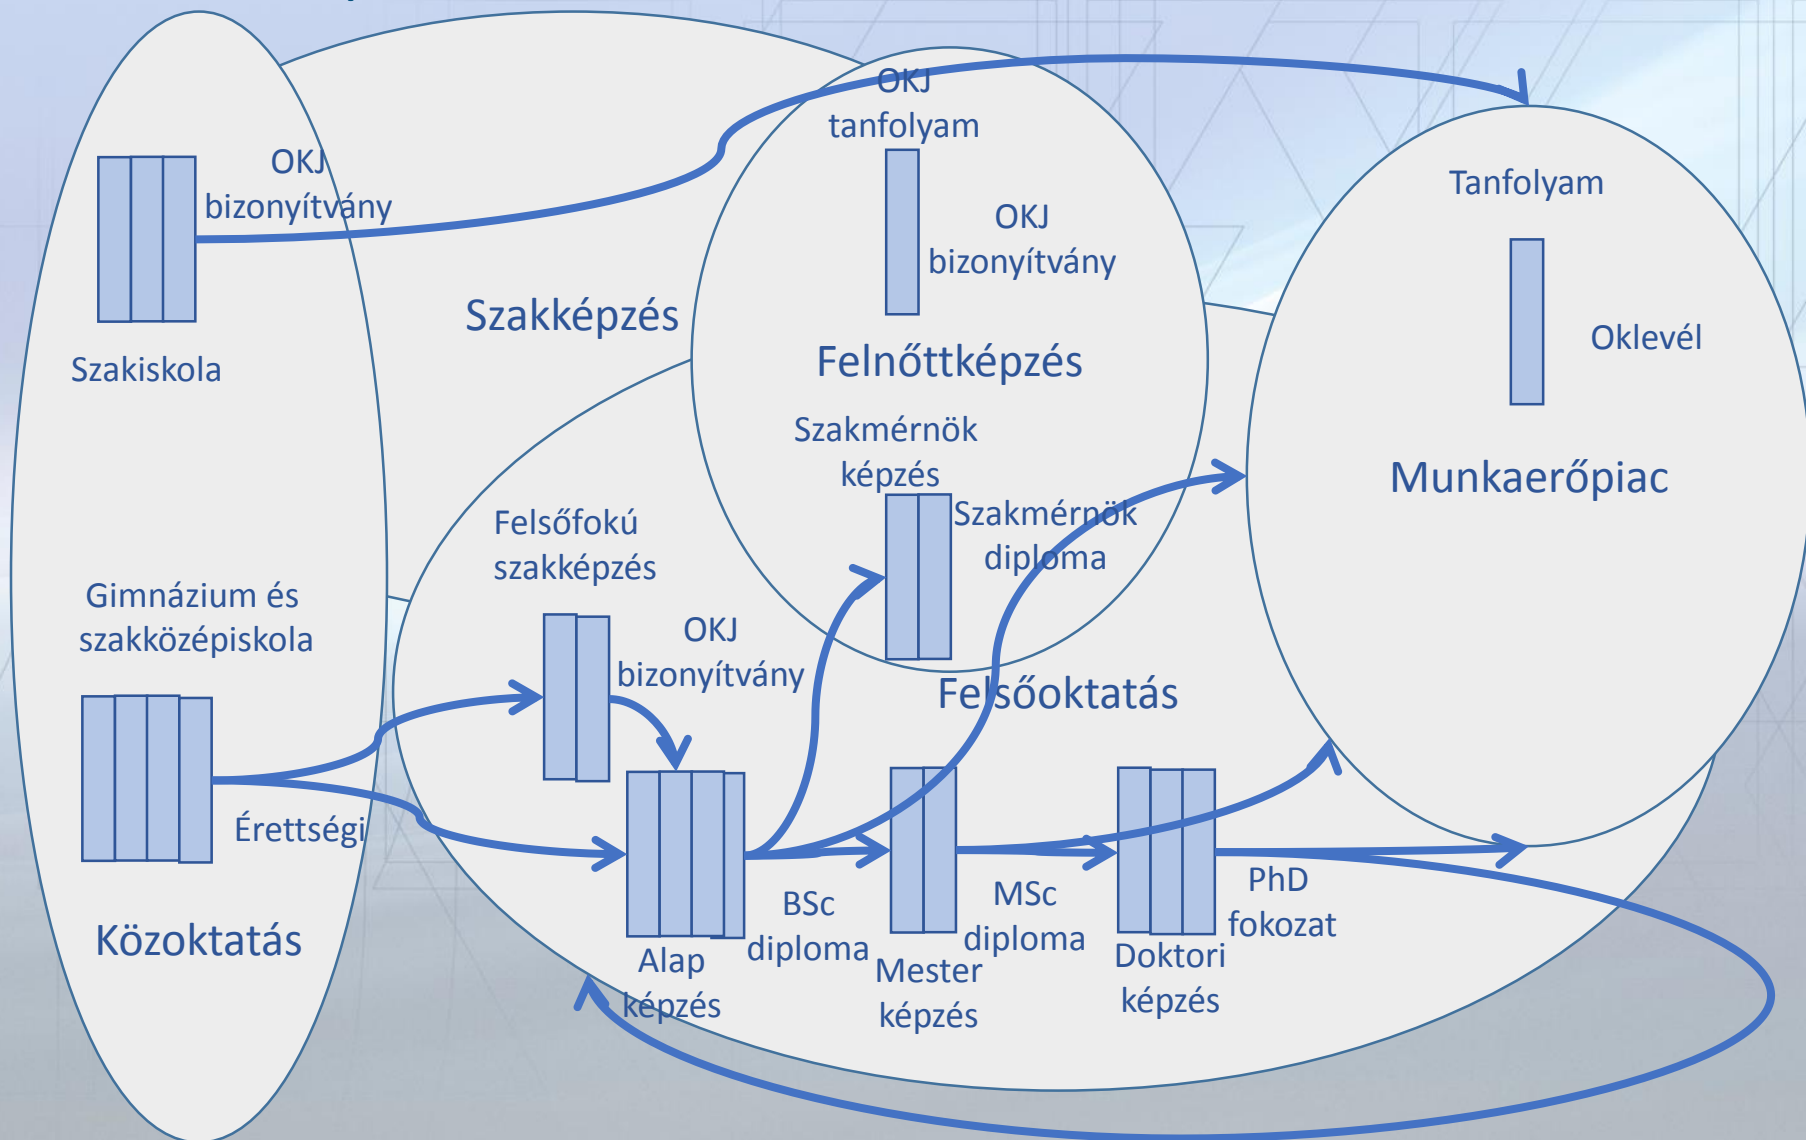 OKJ
tanfolyam
OKJ
bizonyítvány
Tanfolyam
OKJ
bizonyítvány
Szakképzés
Oklevél
Szakiskola
Felnőttképzés
Szakmérnök
képzés
Munkaerőpiac
Felsőfokú
szakképzés
Szakmérnök
diploma
Gimnázium és
szakközépiskola
OKJ
bizonyítvány
Felsőoktatás
Érettségi
BSc
diploma
MSc
diploma
PhD
fokozat
Közoktatás
Alap
képzés
Mester
képzés
Doktori
képzés